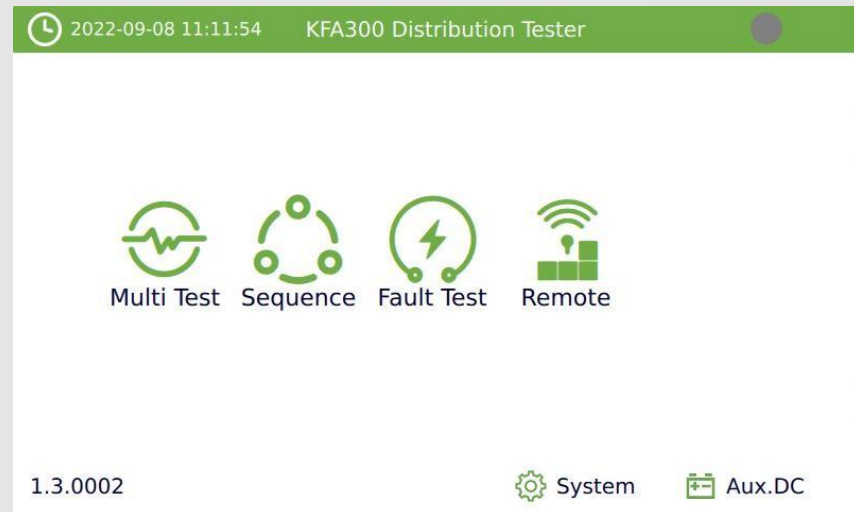 2022-09-08 11:11:54 KFA300 Distribution Tester
Multi Test Sequence Fault Test Remote
1.3.0002 System Aux.DC